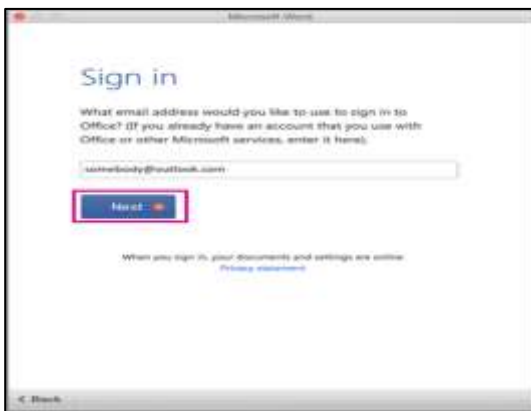 Microsoft Word
Sign in
What email address would you like to use to sign in to
Office? (If you already have an account that you use with
Office or other Microsoft services, enter it here).
somebody@outlook.com
Next
When you sign in, your documents and settings are online
Privacy statement
< Back